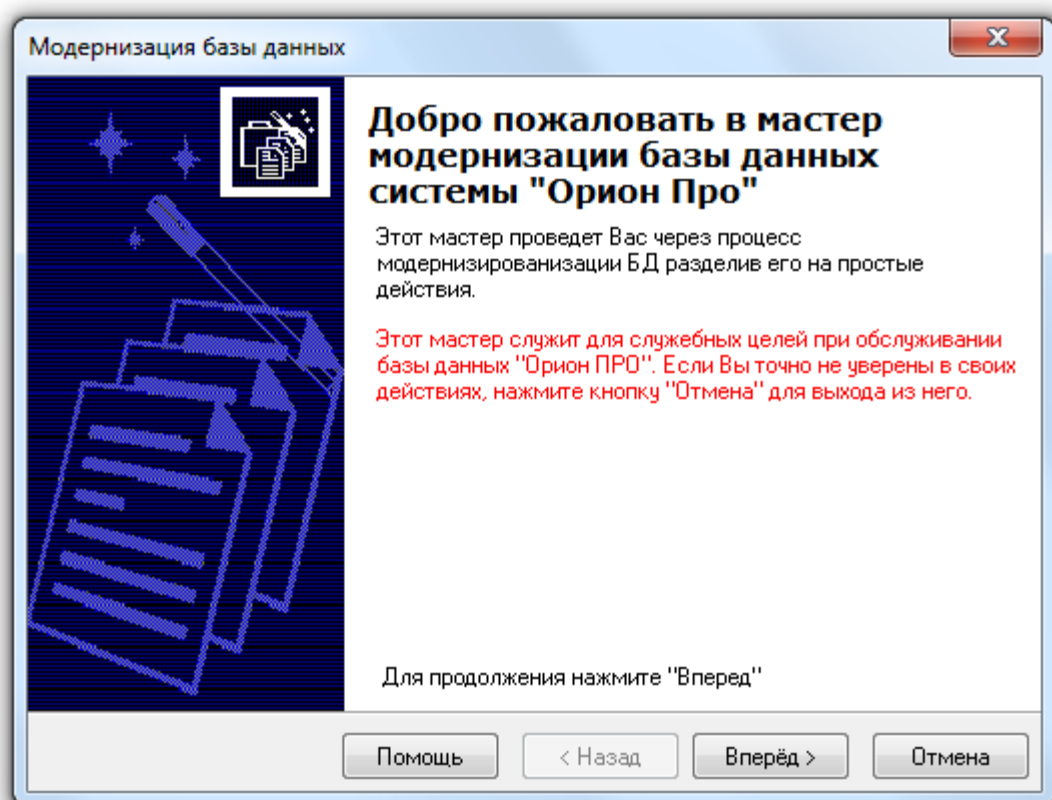 Модернизация базы данных
Добро пожаловать в мастер
модернизации базы данных
системы "Орион Про"
Этот мастер проведет Вас через процесс
модернизированизации БД разделив его на простые
действия.
Этот мастер служит для служебных целей при обслуживании
базы данных "Орион ПРО". Если Вы точно не уверены в своих
действиях, нажмите кнопку "Отмена" для выхода из него.
Для продолжения нажмите "Вперед"
Помощь
< Назад
Вперёд >
Отмена